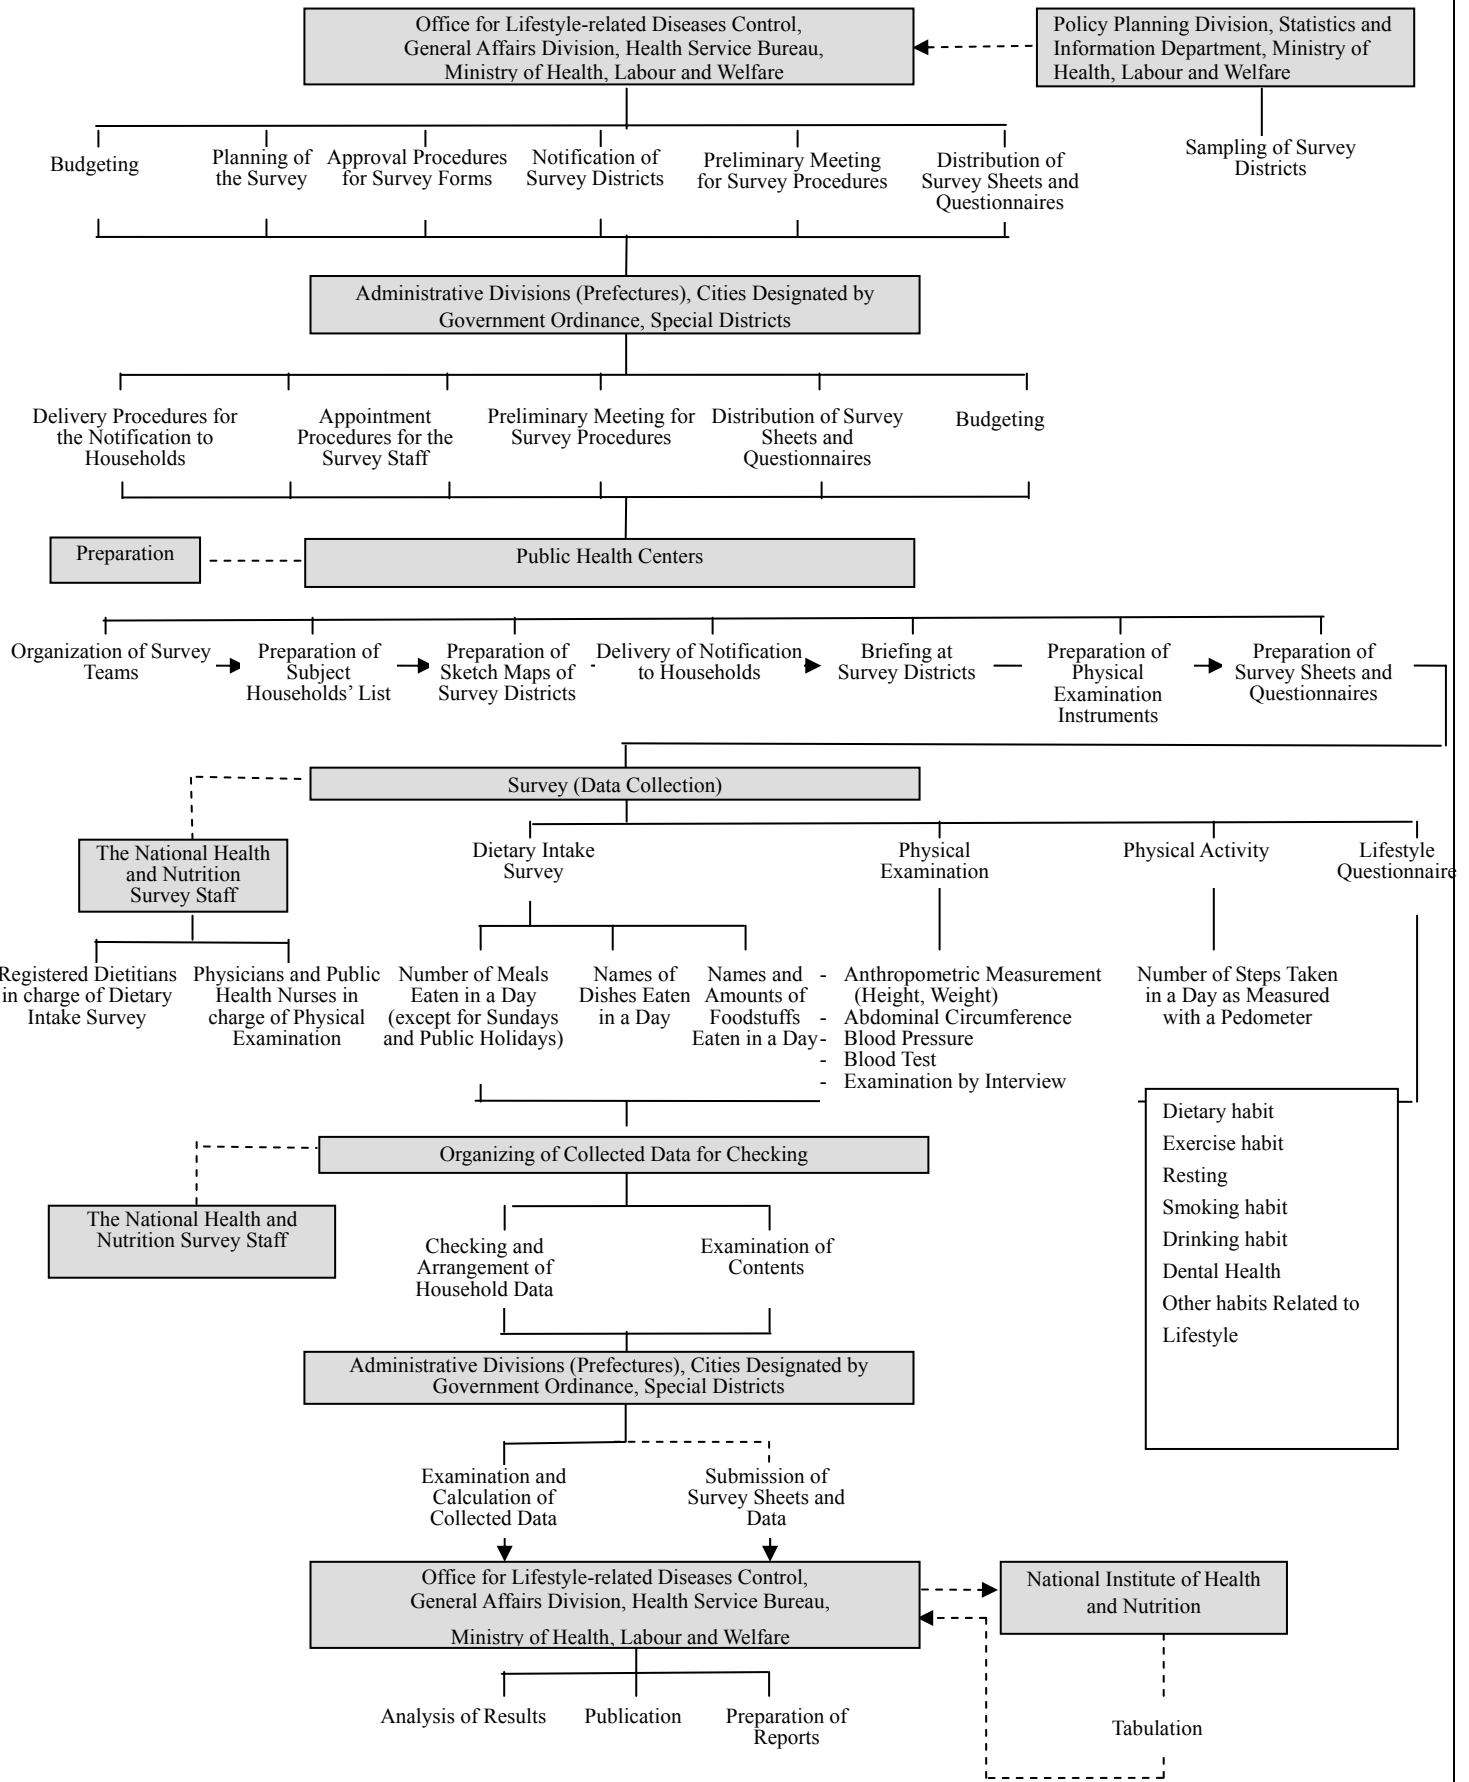 Office for Lifestyle-related Diseases Control,
General Affairs Division, Health Service Bureau,
Ministry of Health, Labour and Welfare
Policy Planning Division, Statistics and
Information Department, Ministry of
Health, Labour and Welfare
Budgeting
Planning of
the Survey
Approval Procedures
for Survey Forms
Notification of
Survey Districts
Preliminary Meeting
for Survey Procedures
Distribution of
Survey Sheets and
Questionnaires
Sampling of Survey
Districts
Administrative Divisions (Prefectures), Cities Designated by
Government Ordinance, Special Districts
Delivery Procedures for
the Notification to
Households
Appointment
Procedures for the
Survey Staff
Preliminary Meeting for
Survey Procedures
Distribution of Survey
Sheets and
Questionnaires
Budgeting
Preparation
Public Health Centers
Organization of Survey
Teams
Preparation of
Subject
Households' List
Preparation of
Sketch Maps of
Survey Districts
Delivery of Notification
to Households
Briefing at
Survey Districts
Preparation of
Physical
Examination
Instruments
Preparation of
Survey Sheets and
Questionnaires
Survey (Data Collection)
The National Health
and Nutrition
Survey Staff
Dietary Intake
Survey
Physical
Examination
Physical Activity
Lifestyle
Questionnaire
Registered Dietitians
in charge of Dietary
Intake Survey
Physicians and Public
Health Nurses in
charge of Physical
Examination
Number of Meals
Eaten in a Day
(except for Sundays
and Public Holidays)
Names of
Dishes Eaten
in a Day
Names and
Amounts of
Foodstuffs
Eaten in a Day
- Anthropometric Measurement
(Height, Weight)
- Abdominal Circumference
- Blood Pressure
- Blood Test
- Examination by Interview
Number of Steps Taken
in a Day as Measured
with a Pedometer
Dietary habit
Exercise habit
Resting
Smoking habit
Drinking habit
Dental Health
Other habits Related to
Lifestyle
Organizing of Collected Data for Checking
The National Health and
Nutrition Survey Staff
Checking and
Arrangement of
Household Data
Examination of
Contents
Administrative Divisions (Prefectures), Cities Designated by
Government Ordinance, Special Districts
Examination and
Calculation of
Collected Data
Submission of
Survey Sheets and
Data
Office for Lifestyle-related Diseases Control,
General Affairs Division, Health Service Bureau,
Ministry of Health, Labour and Welfare
National Institute of Health
and Nutrition
Analysis of Results
Publication
Preparation of
Reports
Tabulation